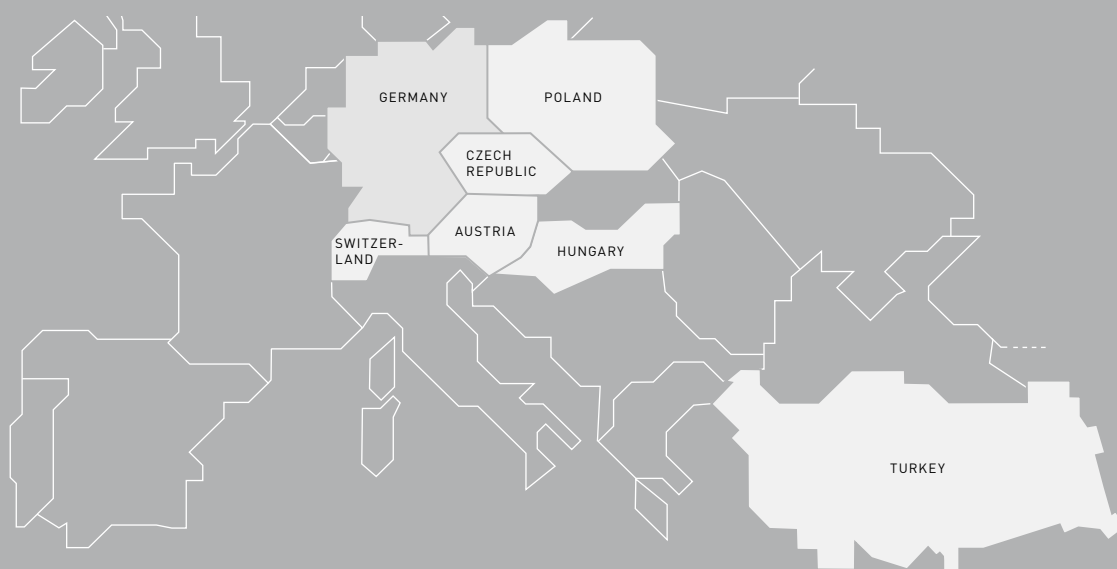 GERMANY
POLAND
CZECH
REPUBLIC
AUSTRIA
SWITZER-
LAND
HUNGARY
TURKEY